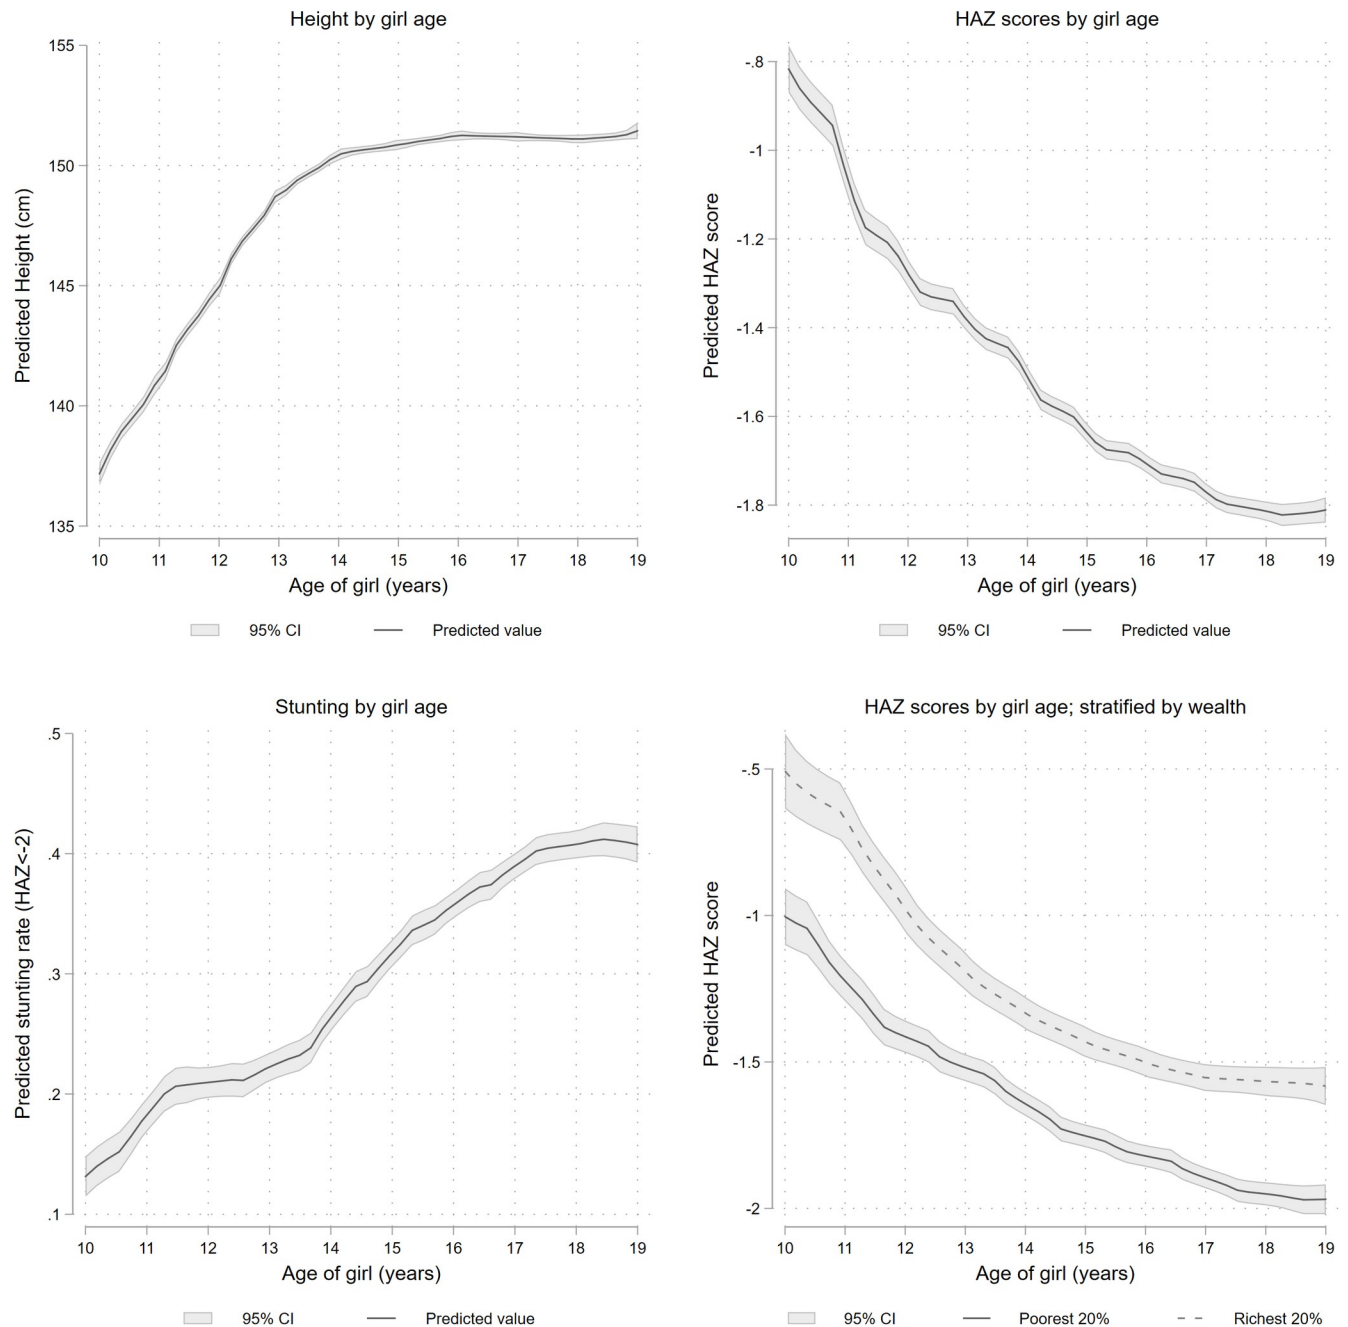 Height by girl age
155
150
145
140
135
Predicted Height (cm)
10 11 12 13 14 15 16 17 18 19
Age of girl (years)
95% CI Predicted value
HAZ scores by girl age
-.8
-1
-1.2
-1.4
-1.6
-1.8
Predicted HAZ score
10 11 12 13 14 15 16 17 18 19
Age of girl (years)
95% CI Predicted value
Stunting by girl age
.5
.4
.3
.2
.1
Predicted stunting rate (HAZ<-2)
10 11 12 13 14 15 16 17 18 19
Age of girl (years)
95% CI Predicted value
HAZ scores by girl age; stratified by wealth
-.5
-1
-1.5
-2
Predicted HAZ score
10 11 12 13 14 15 16 17 18 19
Age of girl (years)
95% CI Poorest 20% Richest 20%